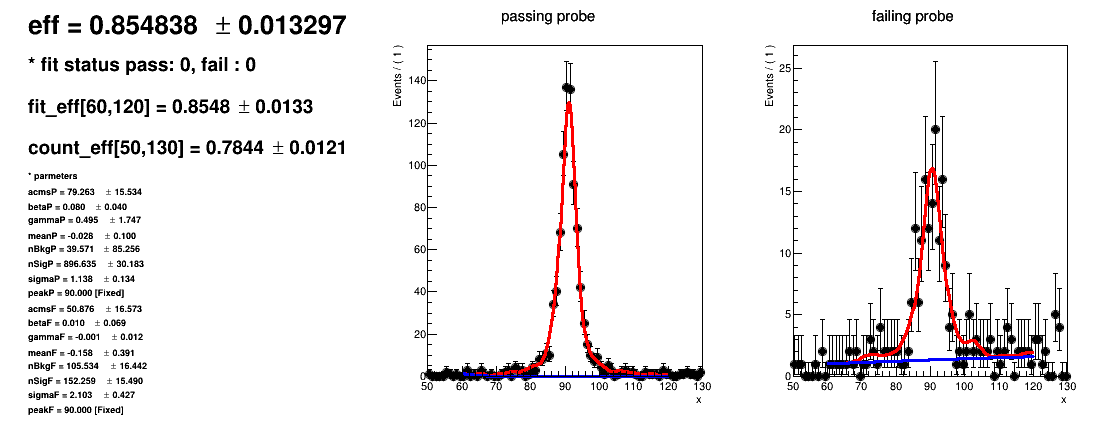 eff = 0.854838 ± 0.013297
* fit status pass: 0, fail : 0
fit_eff[60,120] = 0.8548 ± 0.0133
count_eff[50,130] = 0.7844 ± 0.0121
* parmeters
acmsP = 79.263 ± 15.534
betaP = 0.080 ± 0.040
gammaP = 0.495 ± 1.747
meanP = -0.028 ± 0.100
nBkgP = 39.571 ± 85.256
nSigP = 896.635 ± 30.183
sigmaP = 1.138 ± 0.134
peakP = 90.000 [Fixed]
acmsF = 50.876 ± 16.573
betaF = 0.010 ± 0.069
gammaF = -0.001 ± 0.012
meanF = -0.158 ± 0.391
nBkgF = 105.534 ± 16.442
nSigF = 152.259 ± 15.490
sigmaF = 2.103 ± 0.427
peakF = 90.000 [Fixed]
passing probe
Events / ( 1 )
140
120
100
80
60
40
20
0
50 60 70 80 90 100 110 120 130
x
failing probe
Events / ( 1 )
25
20
15
10
5
0
50 60 70 80 90 100 110 120 130
x